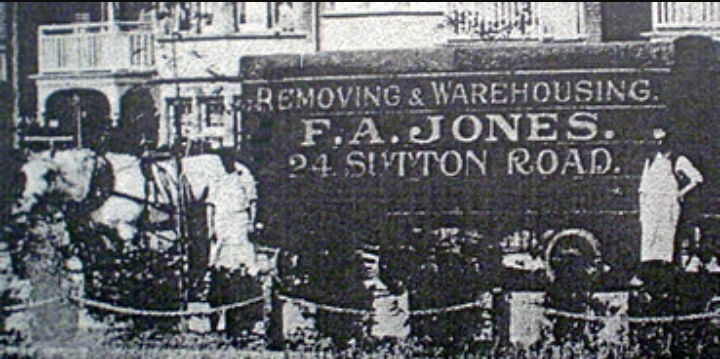 REMOVING & WAREHOUSING.
F.A. JONES.
24 SUTTON ROAD.